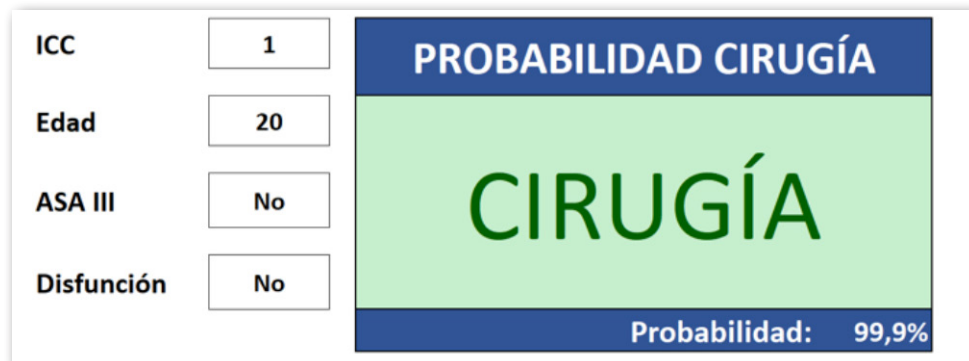 ICC 1
Edad 20
ASA III No
Disfunción No
PROBABILIDAD CIRUGÍA
CIRUGÍA
Probabilidad: 99,9%